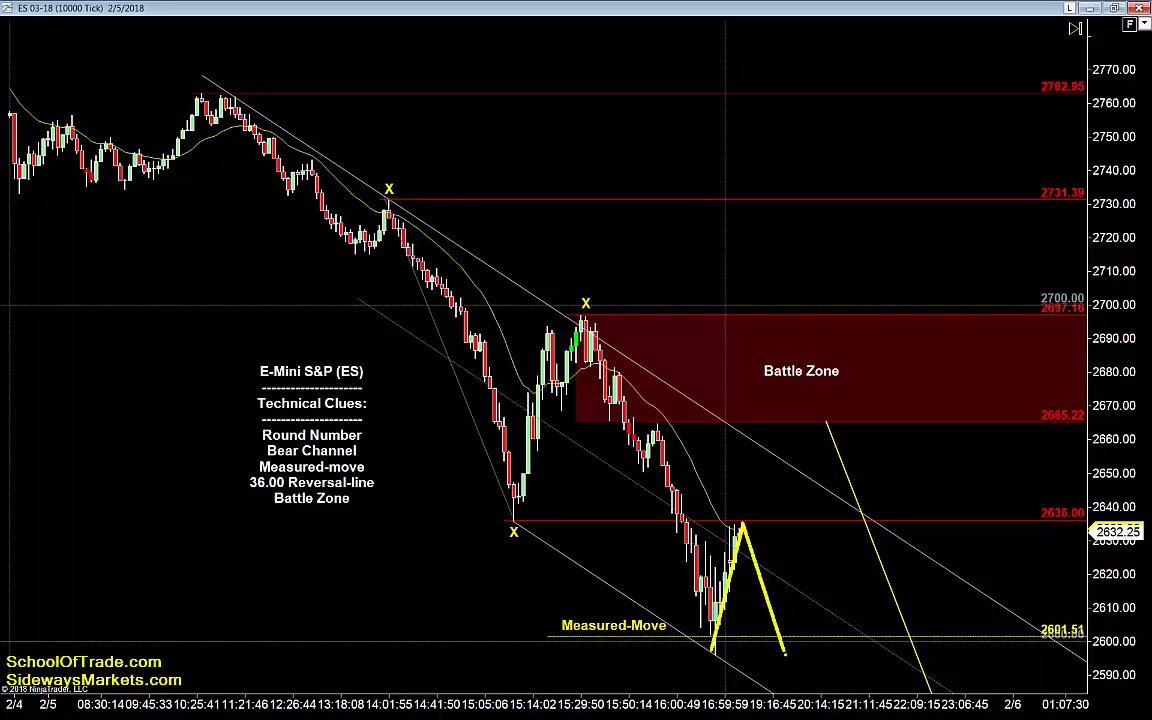 ES 03-18 (10000 Tick) 2/5/2018
L
F
2770.00
2762.85
2760.00
2750.00
2740.00
2731.39
2730.00
2720.00
2710.00
2700.00
2700.00
2697.16
2690.00
2680.00
2670.00
2665.22
2660.00
2650.00
2640.00
2636.00
2632.25
2620.00
2610.00
2601.51
2600.00
2590.00
X
X
X
Battle Zone
E-Mini S&P (ES)
--------------------
Technical Clues:
--------------------
Round Number
Bear Channel
Measured-move
36.00 Reversal-line
Battle Zone
Measured-Move
SchoolOfTrade.com
SidewaysMarkets.com
© 2018 NinjaTrader, LLC
2/4 2/5 08:30:14 09:45:33 10:25:41 11:21:46 12:26:44 13:18:08 14:01:55 14:41:50 15:05:06 15:14:02 15:29:50 15:50:14 16:00:49 16:59:59 19:16:45 20:14:15 21:11:45 22:09:15 23:06:45 2/6 01:07:30